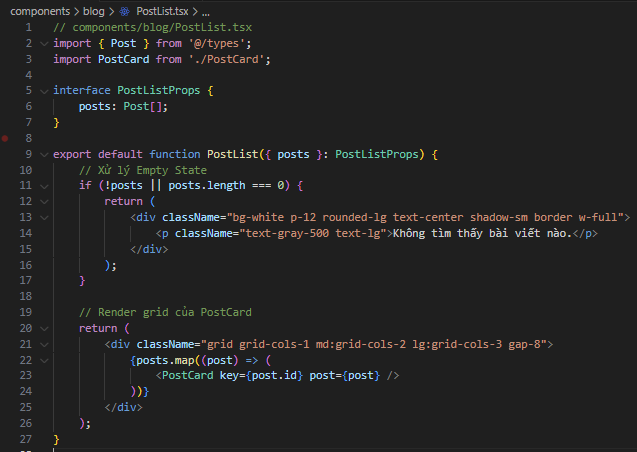 components > blog > PostList.tsx > ...
1 // components/blog/PostList.tsx
2 import { Post } from '@/types';
3 import PostCard from './PostCard';
4
5 interface PostListProps {
6     posts: Post[];
7 }
8
9 export default function PostList({ posts }: PostListProps) {
10     // Xử lý Empty State
11     if (!posts || posts.length === 0) {
12         return (
13             <div className="bg-white p-12 rounded-lg text-center shadow-sm border w-full">
14                 <p className="text-gray-500 text-lg">Không tìm thấy bài viết nào.</p>
15             </div>
16         );
17     }
18
19     // Render grid của PostCard
20     return (
21         <div className="grid grid-cols-1 md:grid-cols-2 lg:grid-cols-3 gap-8">
22             {posts.map((post) => (
23                 <PostCard key={post.id} post={post} />
24             ))}
25         </div>
26     );
27 }